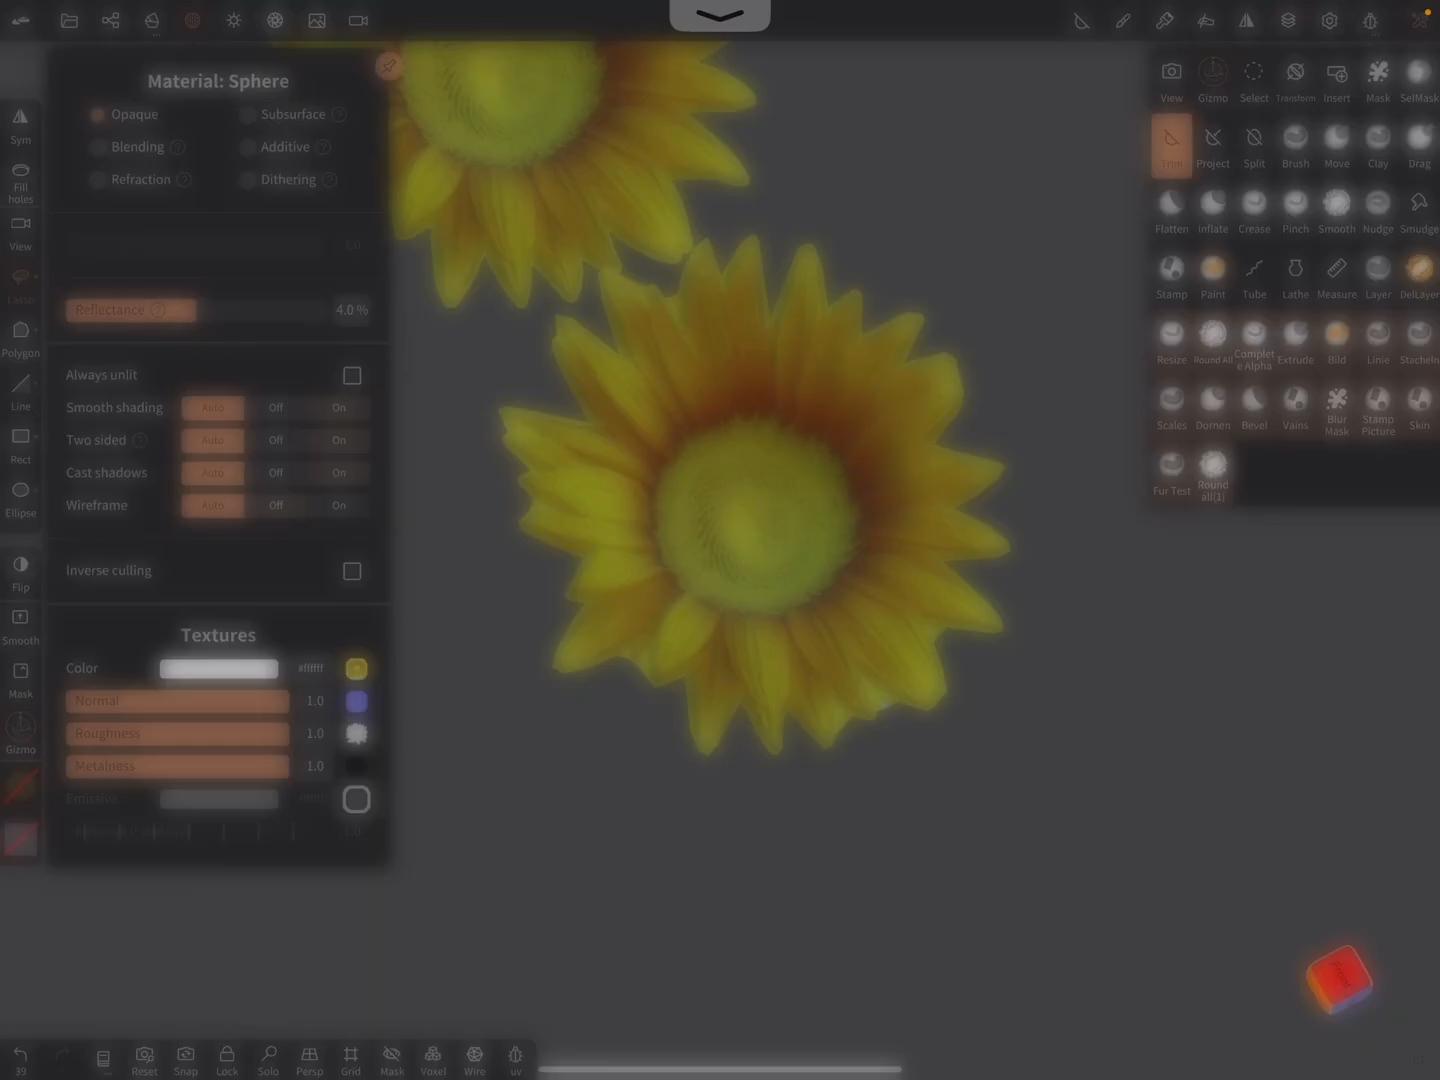 Material: Sphere
Opaque
Subsurface
Blending
Additive
Refraction
Dithering
Reflectance
4.0 %
Always unlit
Smooth shading
Auto
Off
On
Two sided
Auto
Off
On
Cast shadows
Auto
Off
On
Wireframe
Auto
Off
On
Inverse culling
Textures
Color
#ffffff
Normal
1.0
Roughness
1.0
Metalness
1.0
Emissive
Sym
Fill
holes
View
Lasso
Polygon
Line
Rect
Ellipse
Flip
Smooth
Mask
Gizmo
View
Gizmo
Select
Transform
Insert
Mask
SelMask
Trim
Project
Split
Brush
Move
Clay
Drag
Flatten
Inflate
Crease
Pinch
Smooth
Nudge
Smudge
Stamp
Paint
Tube
Lathe
Measure
Layer
DelLayer
Resize
Round All
Complet
e Alpha
Extrude
Bild
Linie
Stacheln
Scales
Dornen
Bevel
Vains
Blur
Mask
Stamp
Picture
Skin
Fur Test
Round
all(1)
Front
39
...
Reset
Snap
Lock
Solo
Persp
Grid
Mask
Voxel
Wire
uv